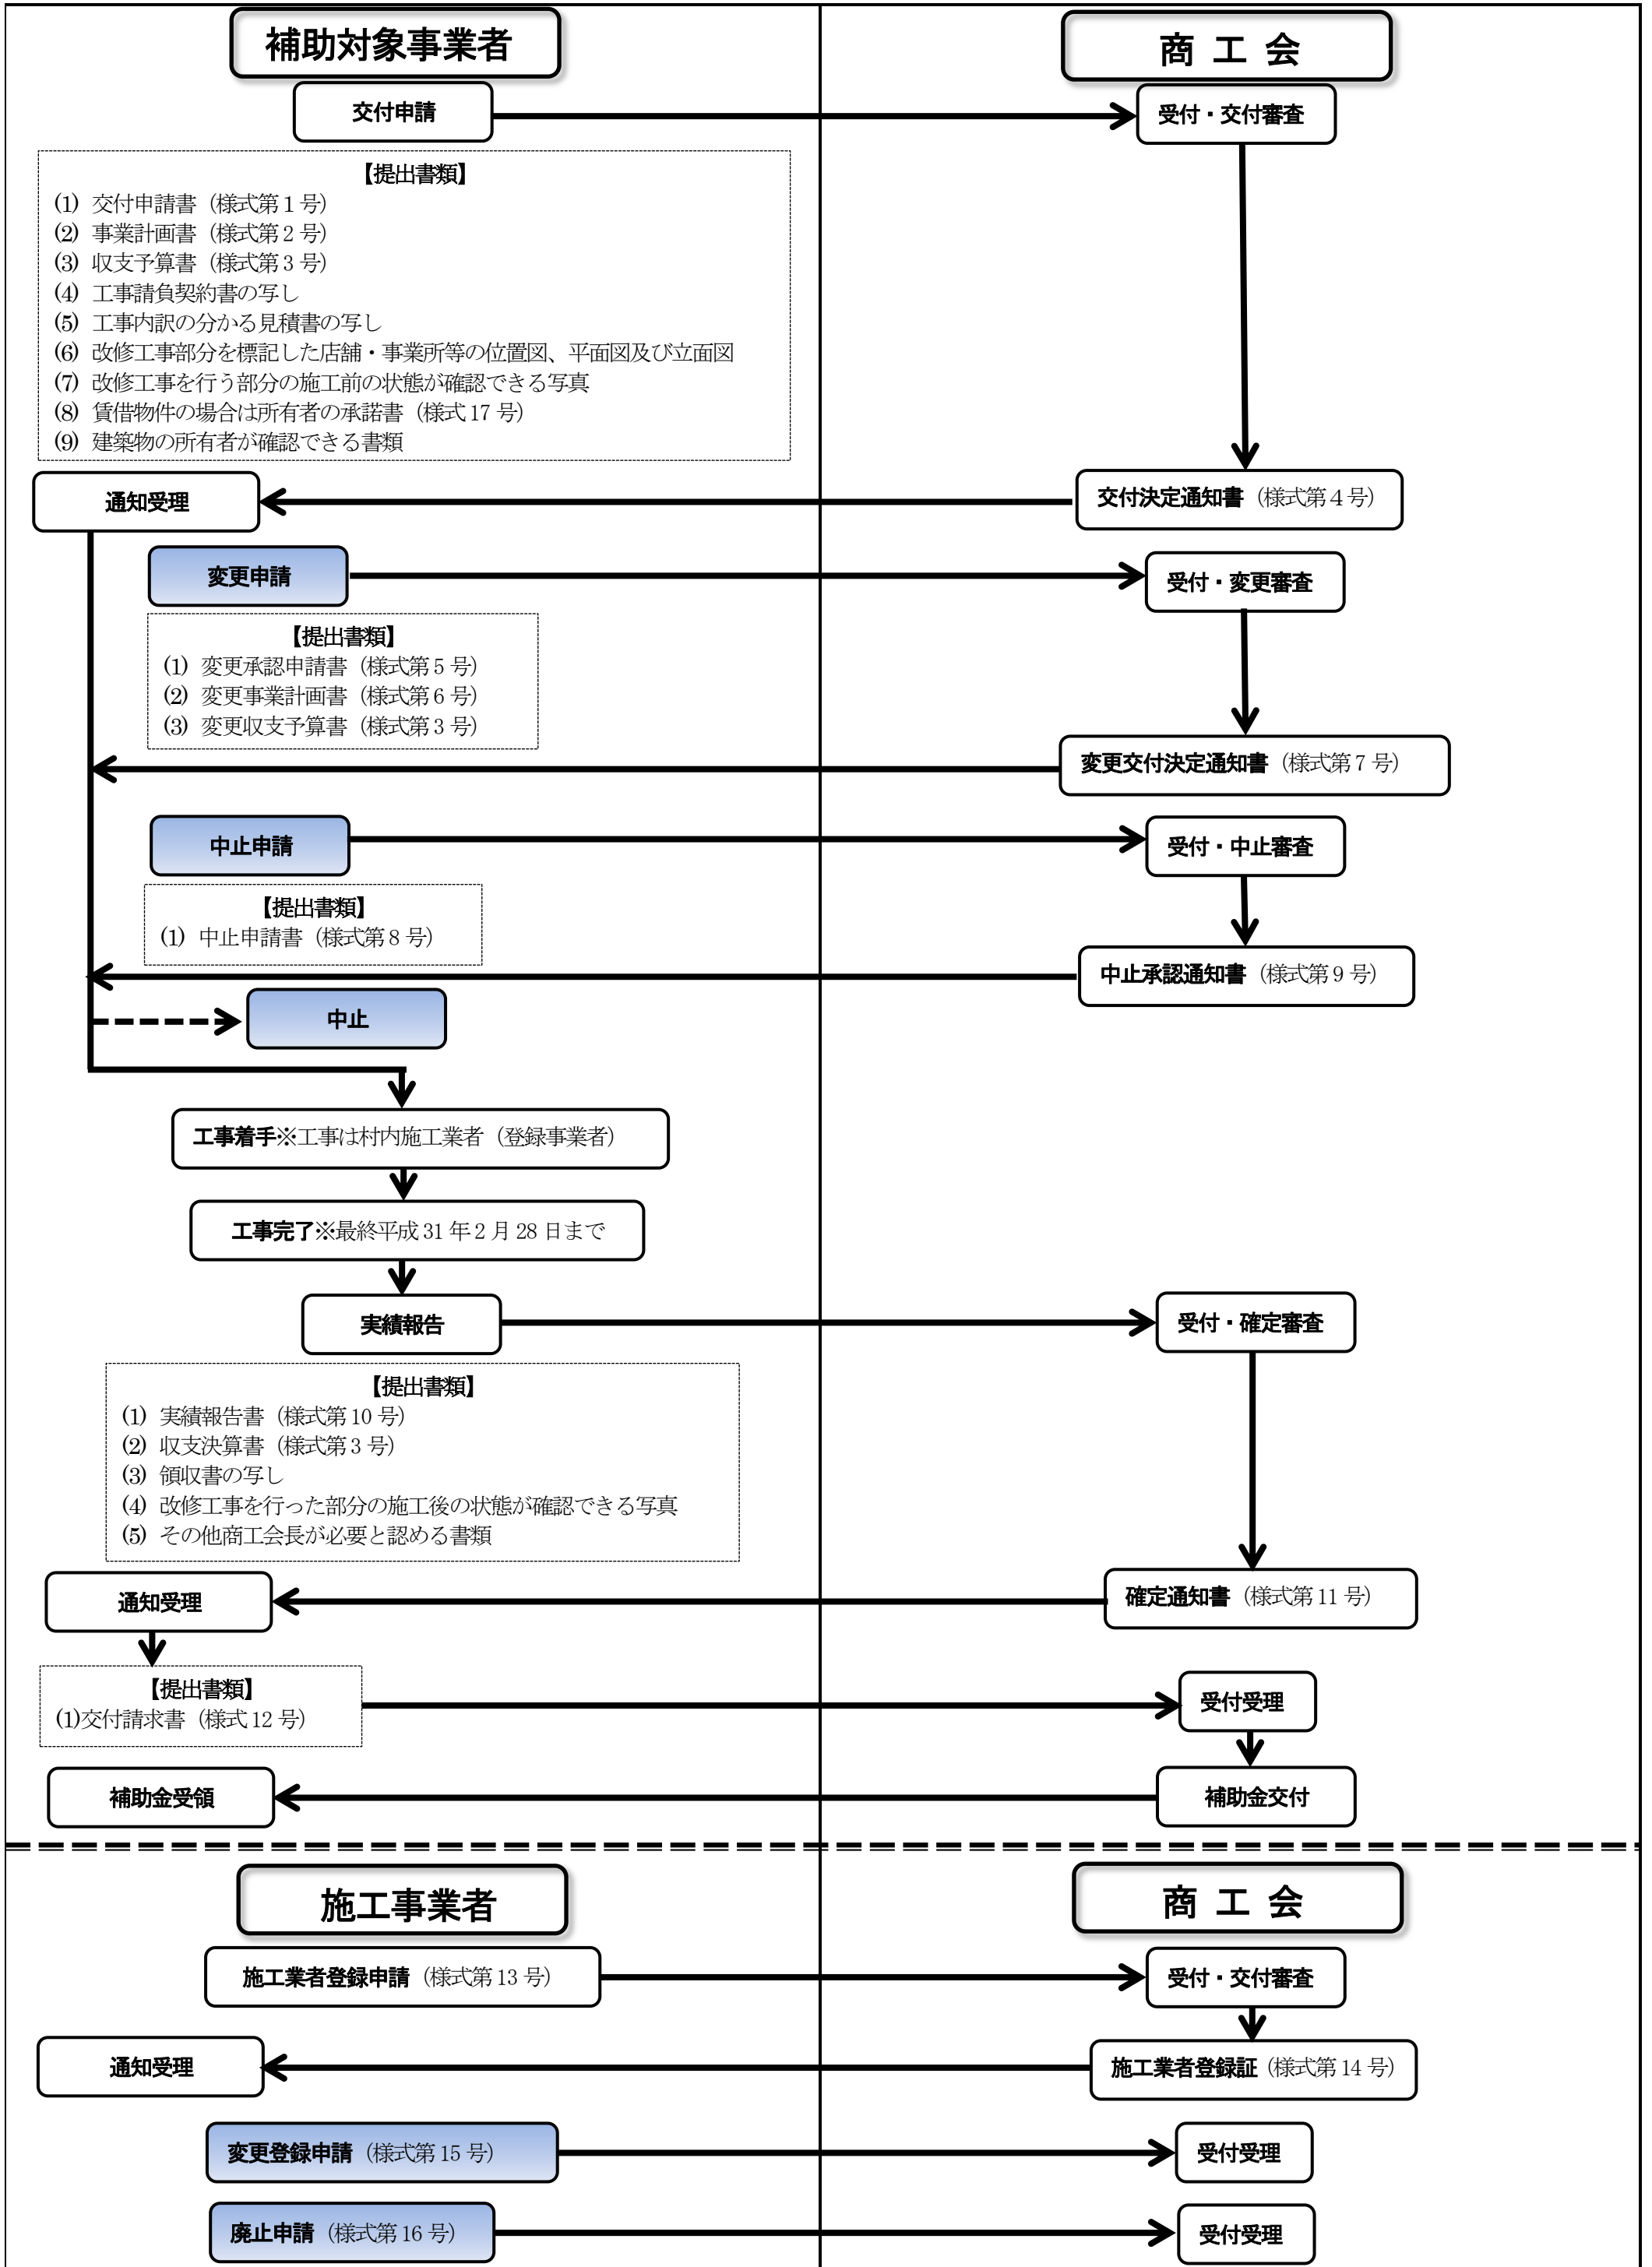 補助対象事業者
商 工 会
交付申請
受付・交付審査
【提出書類】
(1) 交付申請書（様式第１号）
(2) 事業計画書（様式第２号）
(3) 収支予算書（様式第３号）
(4) 工事請負契約書の写し
(5) 工事内訳の分かる見積書の写し
(6) 改修工事部分を標記した店舗・事業所等の位置図、平面図及び立面図
(7) 改修工事を行う部分の施工前の状態が確認できる写真
(8) 賃借物件の場合は所有者の承諾書（様式 17 号）
(9) 建築物の所有者が確認できる書類
通知受理
交付決定通知書（様式第４号）
変更申請
受付・変更審査
【提出書類】
(1) 変更承認申請書（様式第５号）
(2) 変更事業計画書（様式第６号）
(3) 変更収支予算書（様式第３号）
変更交付決定通知書（様式第７号）
中止申請
受付・中止審査
【提出書類】
(1) 中止申請書（様式第８号）
中止承認通知書（様式第９号）
中止
工事着手※工事は村内施工業者（登録事業者）
工事完了※最終平成 31 年２月 28 日まで
実績報告
受付・確定審査
【提出書類】
(1) 実績報告書（様式第 10 号）
(2) 収支決算書（様式第３号）
(3) 領収書の写し
(4) 改修工事を行った部分の施工後の状態が確認できる写真
(5) その他商工会長が必要と認める書類
通知受理
確定通知書（様式第 11 号）
【提出書類】
(1)交付請求書（様式 12 号）
受付受理
補助金受領
補助金交付
施工事業者
商 工 会
施工業者登録申請（様式第 13 号）
受付・交付審査
通知受理
施工業者登録証（様式第 14 号）
変更登録申請（様式第 15 号）
受付受理
廃止申請（様式第 16 号）
受付受理